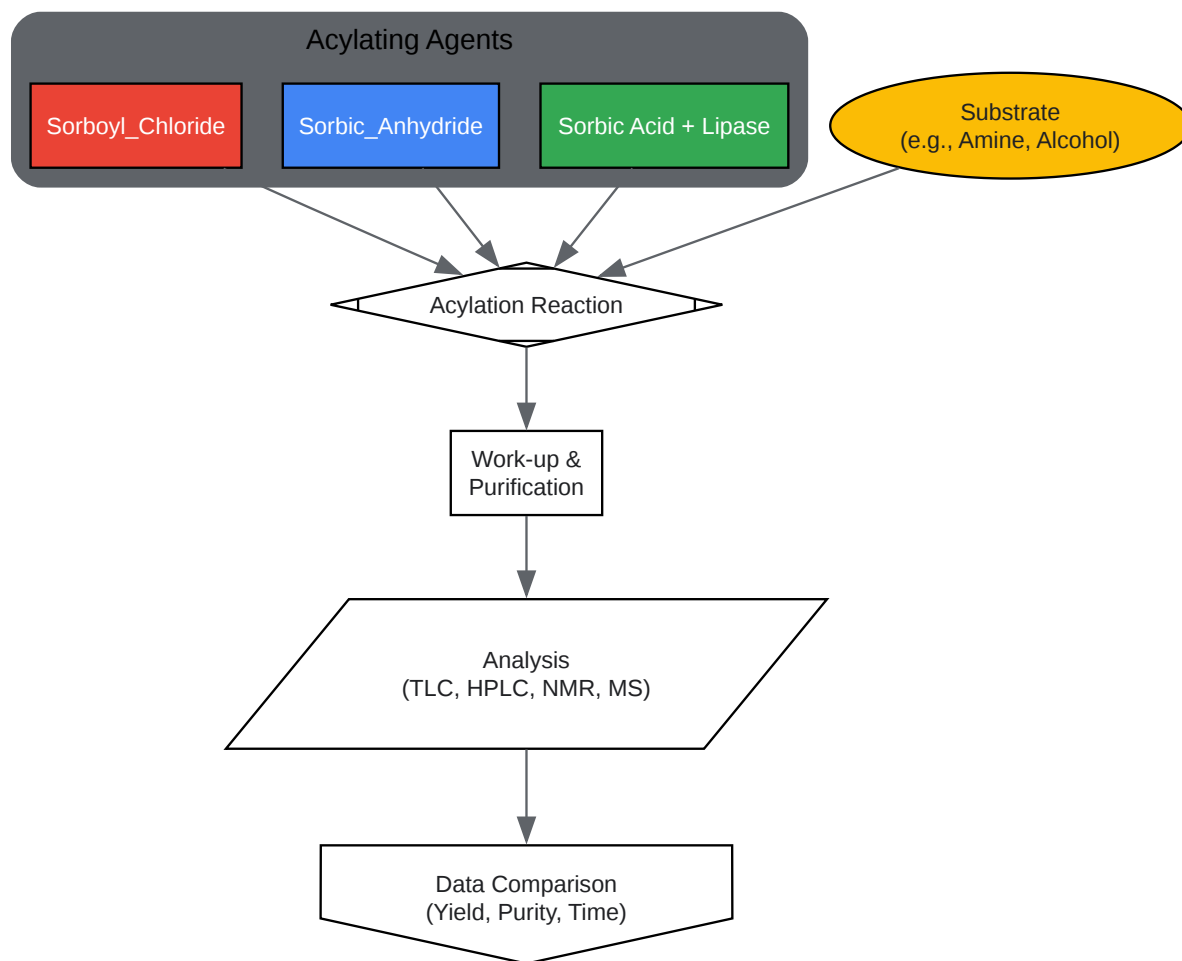 Acylating Agents
Sorboyl_Chloride
Sorbic_Anhydride
Sorbic Acid + Lipase
Substrate
(e.g., Amine, Alcohol)
Acylation Reaction
Work-up &
Purification
Analysis
(TLC, HPLC, NMR, MS)
Data Comparison
(Yield, Purity, Time)